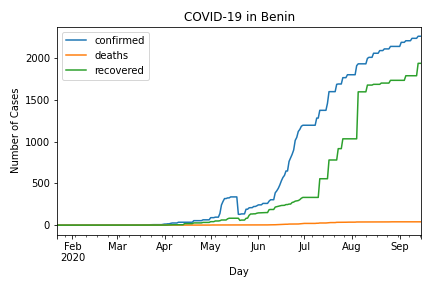 COVID-19 in Benin
confirmed
deaths
recovered
Number of Cases
2000
1500
1000
500
0
Feb Mar Apr May Jun Jul Aug Sep
2020
Day